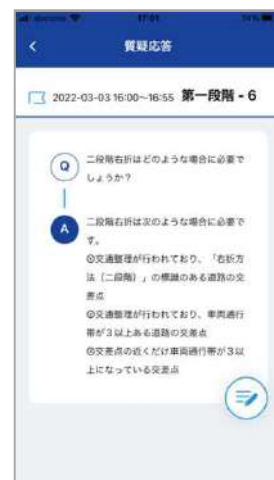 docomo 17:01
質疑応答
2022-03-03 16:00~16:55 第一段階 - 6
Q 二段階右折はどのような場合に必要で
しょうか?
A 二段階右折は次のような場合に必要で
す。
①交通整理が行われており、「右折方
法(二段階)」の標識のある道路の交
差点
②交通整理が行われており、車両通行
帯が3以上ある道路の交差点
③交差点の近くだけ車両通行帯が3以
上になっている交差点